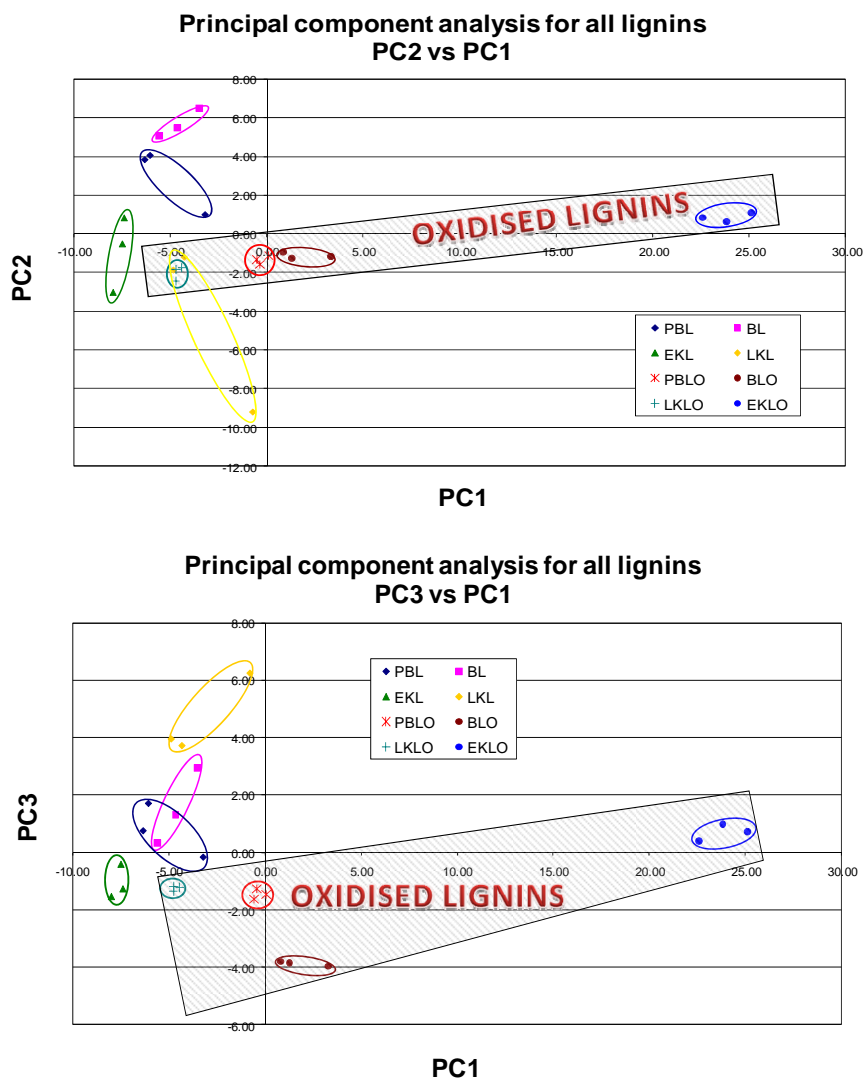 Principal component analysis for all lignins
PC2 vs PC1
8.00
6.00
4.00
2.00
0.00
-10.00 -5.00 0.00 5.00 10.00 15.00 20.00 25.00 30.00
-2.00
-4.00
-6.00
-8.00
-10.00
-12.00
PC2
OXIDISED LIGNINS
PBL BL
EKL LKL
PBLO BLO
LKLO EKLO
PC1
Principal component analysis for all lignins
PC3 vs PC1
8.00
6.00
4.00
2.00
0.00
-10.00 -5.00 0.00 5.00 10.00 15.00 20.00 25.00 30.00
-2.00
-4.00
-6.00
PC3
PBL BL
EKL LKL
PBLO BLO
LKLO EKLO
OXIDISED LIGNINS
PC1